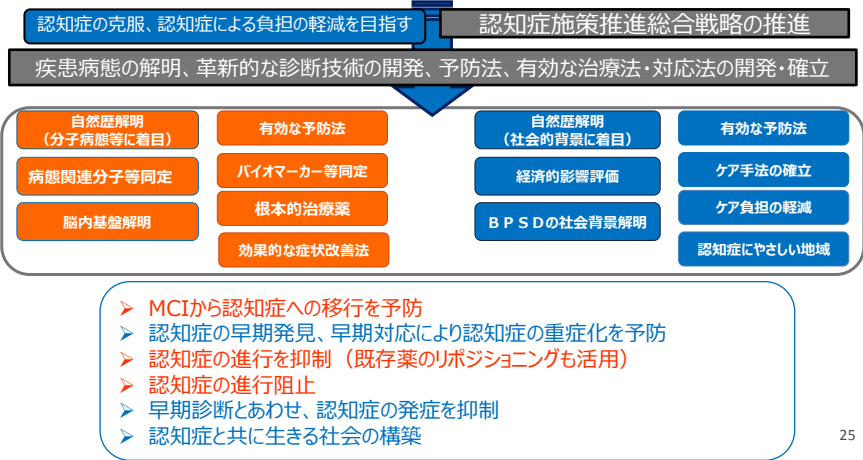 認知症の克服、認知症による負担の軽減を目指す
認知症施策推進総合戦略の推進
疾患病態の解明、革新的な診断技術の開発、予防法、有効な治療法・対応法の開発・確立
自然歴解明
（分子病態等に着目）
病態関連分子等同定
脳内基盤解明
有効な予防法
バイオマーカー等同定
根本的治療薬
効果的な症状改善法
自然歴解明
（社会的背景に着目）
経済的影響評価
ＢＰＳＤの社会背景解明
有効な予防法
ケア手法の確立
ケア負担の軽減
認知症にやさしい地域
➢ MCIから認知症への移行を予防
➢ 認知症の早期発見、早期対応により認知症の重症化を予防
➢ 認知症の進行を抑制（既存薬のリポジショニングも活用）
➢ 認知症の進行阻止
➢ 早期診断とあわせ、認知症の発症を抑制
➢ 認知症と共に生きる社会の構築
25